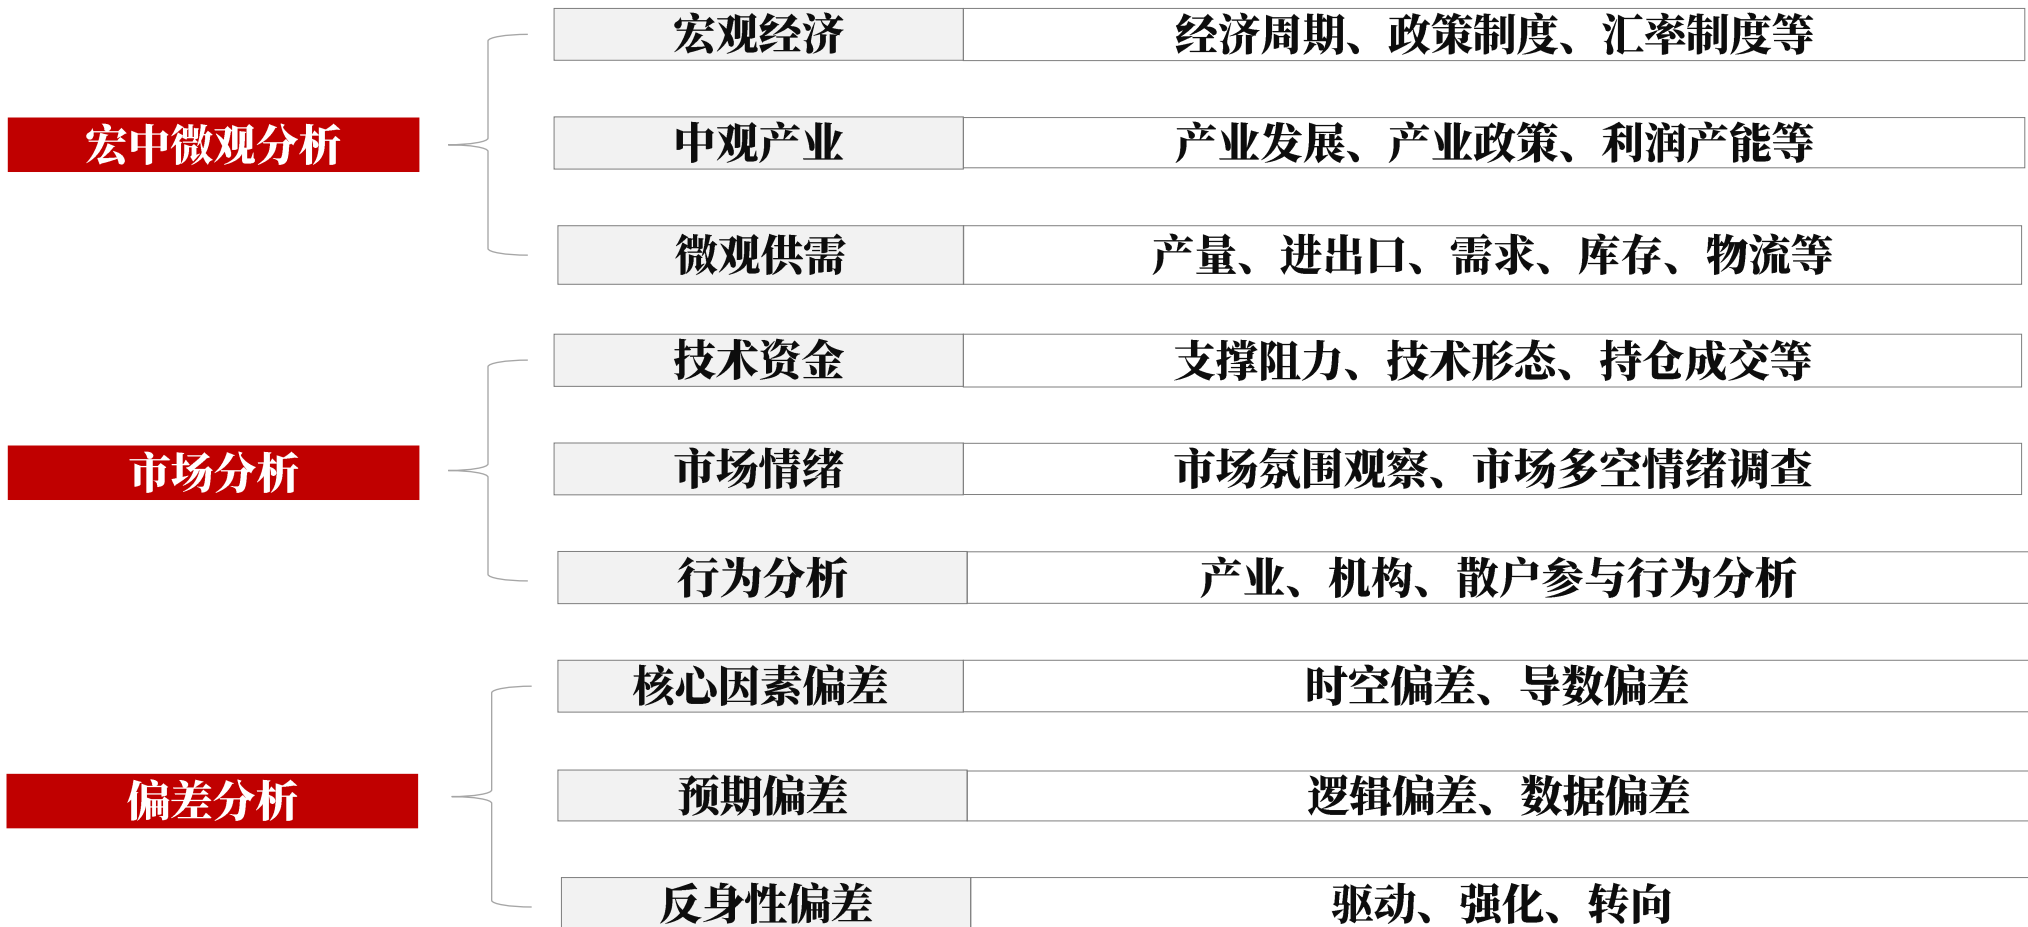 宏中微观分析
宏观经济 经济周期、政策制度、汇率制度等
中观产业 产业发展、产业政策、利润产能等
微观供需 产量、进出口、需求、库存、物流等
市场分析
技术资金 支撑阻力、技术形态、持仓成交等
市场情绪 市场氛围观察、市场多空情绪调查
行为分析 产业、机构、散户参与行为分析
偏差分析
核心因素偏差 时空偏差、导数偏差
预期偏差 逻辑偏差、数据偏差
反身性偏差 驱动、强化、转向